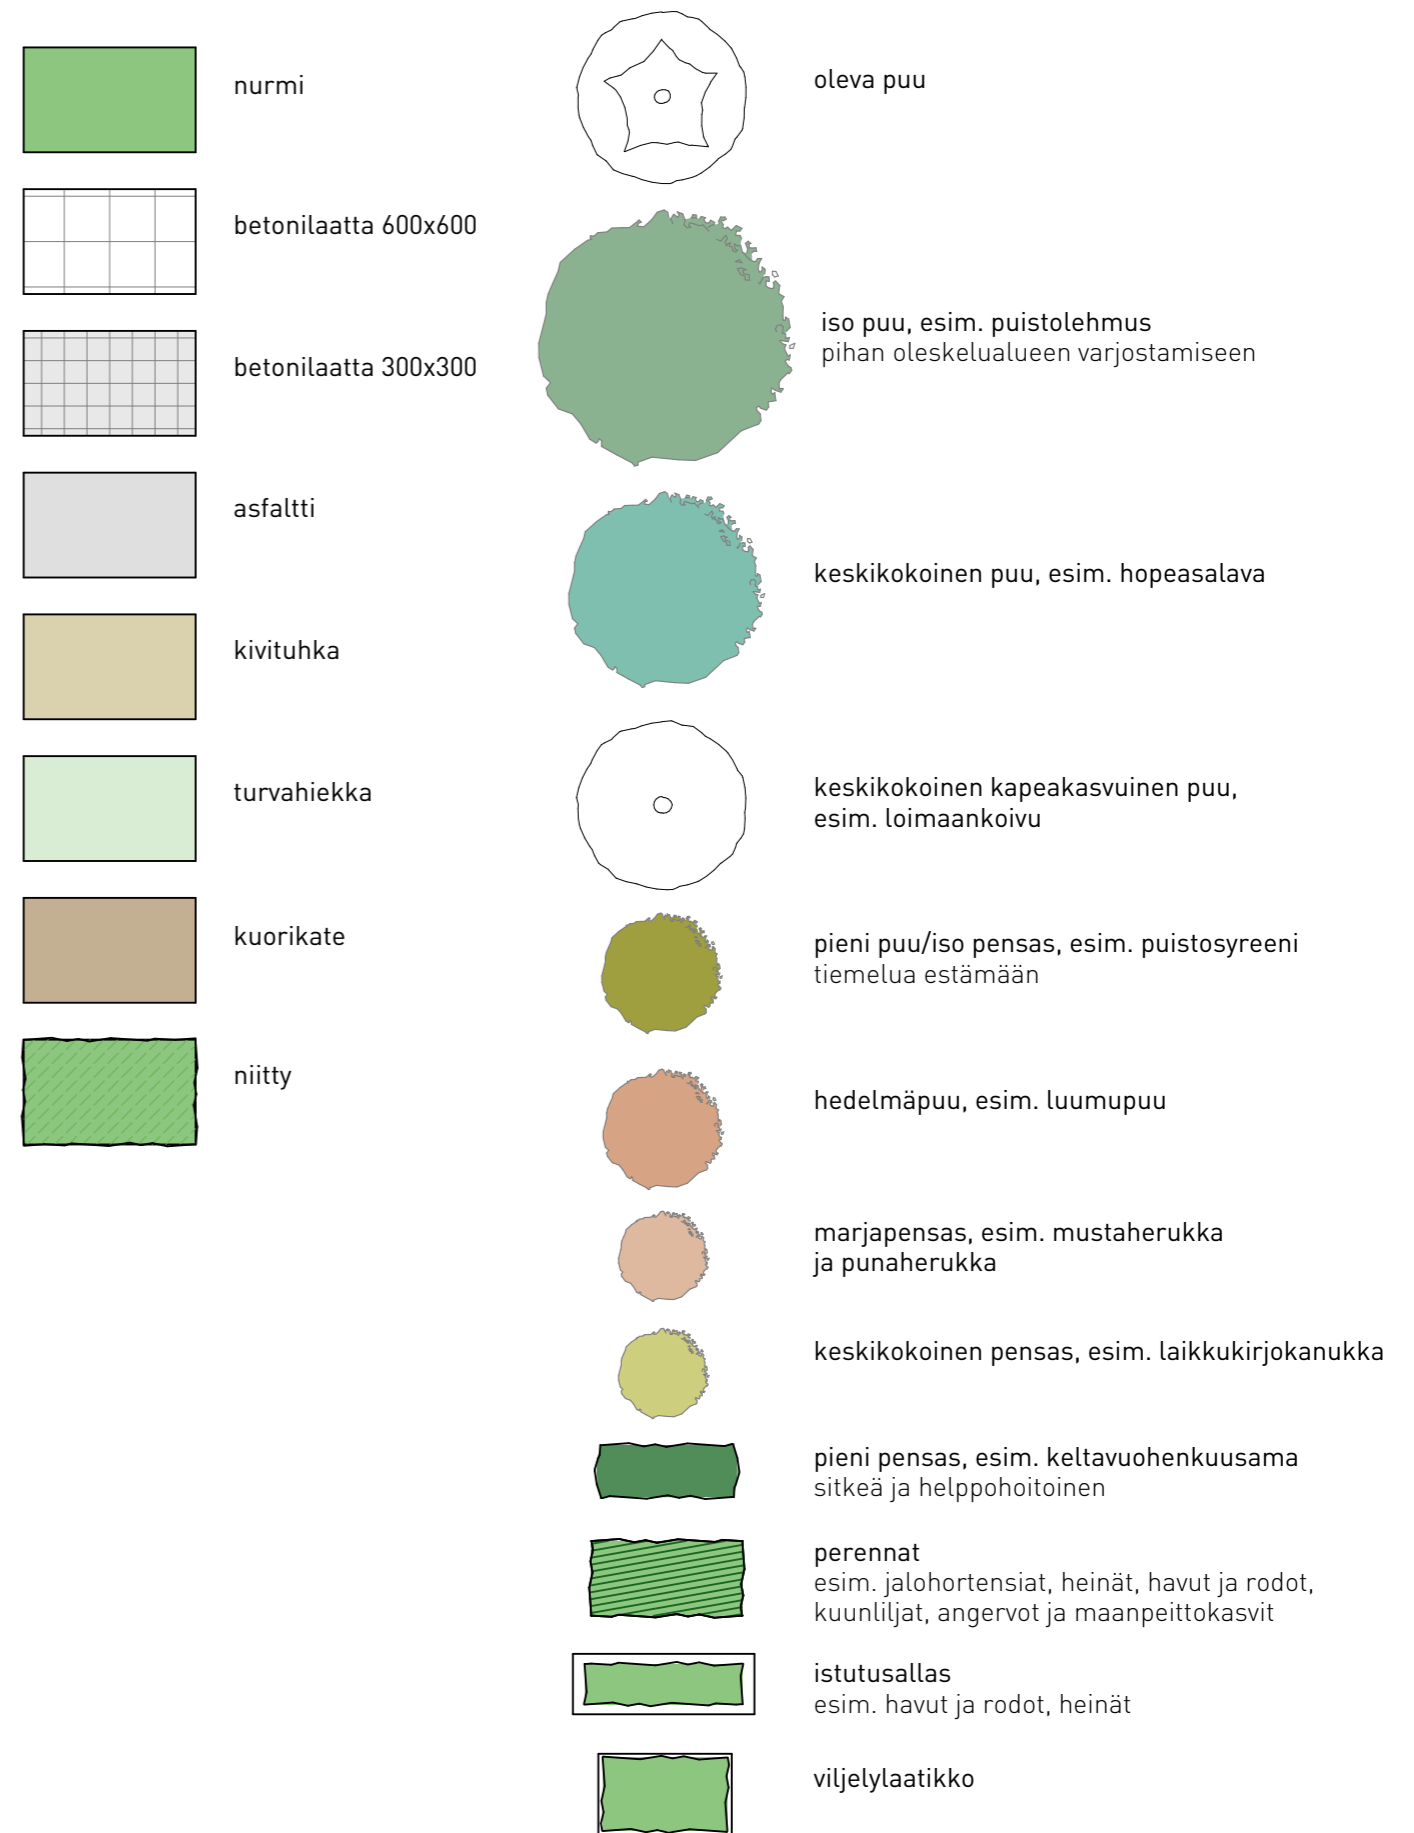 nurmi
betonilaatta 600x600
betonilaatta 300x300
asfaltti
kivituhka
turvahiekka
kuorikate
niitty
oleva puu
iso puu, esim. puistolehmus
pihan oleskelualueen varjostamiseen
keskikokoinen puu, esim. hopeasalava
keskikokoinen kapeakasvuinen puu,
esim. loimaankoivu
pieni puu/iso pensas, esim. puistosyreeni
tiemelua estämään
hedelmäpuu, esim. luumupuu
marjapensas, esim. mustaherukka
ja punaherukka
keskikokoinen pensas, esim. laikkukirjokanukka
pieni pensas, esim. keltavuohenkuusama
sitkeä ja helppohoitoinen
perennat
esim. jalohortensiat, heinät, havut ja rodot,
kuunliljat, angervot ja maanpeittokasvit
istutusallas
esim. havut ja rodot, heinät
viljelylaatikko